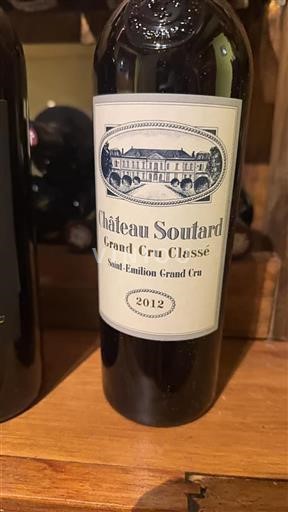 Château Soutard
Grand Cru Classé
Saint-Emilion Grand Cru
2012